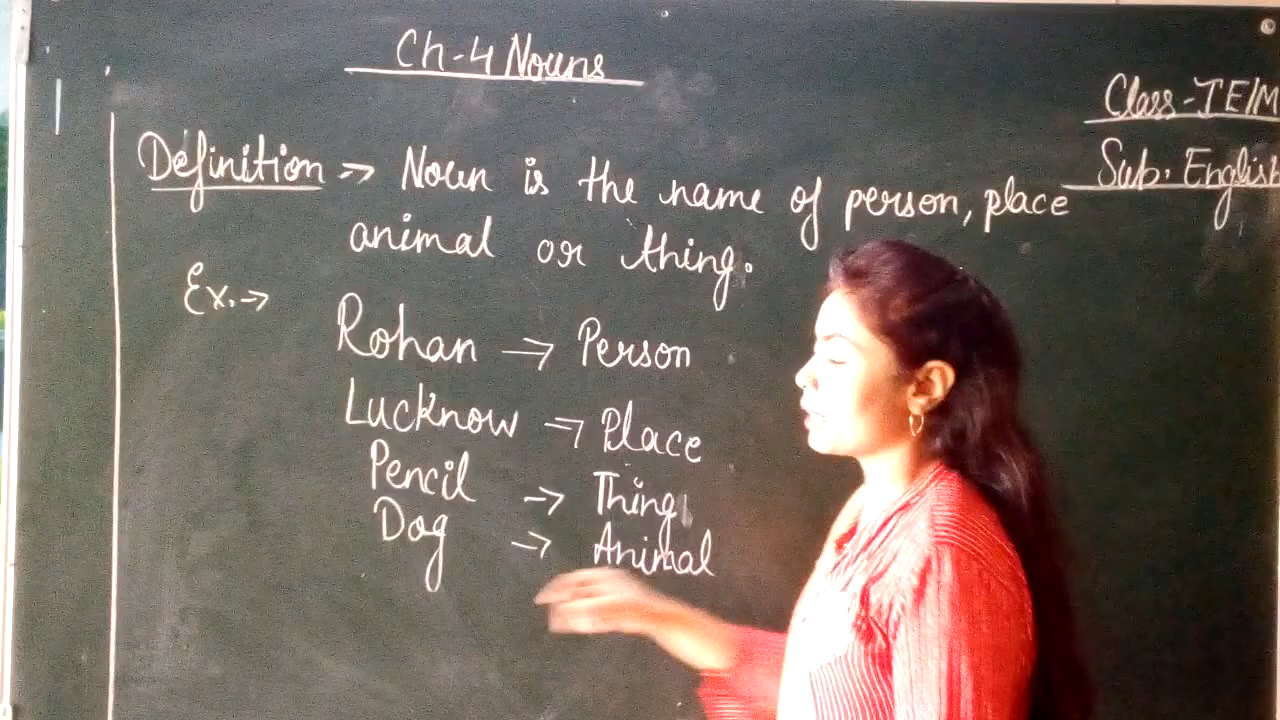 Ch-4 Nouns
Class-IEM
Sub. English
Definition → Noun is the name of person, place
animal or thing.
Ex.→
Rohan → Person
Lucknow → Place
Pencil → Thing
Dog → Animal